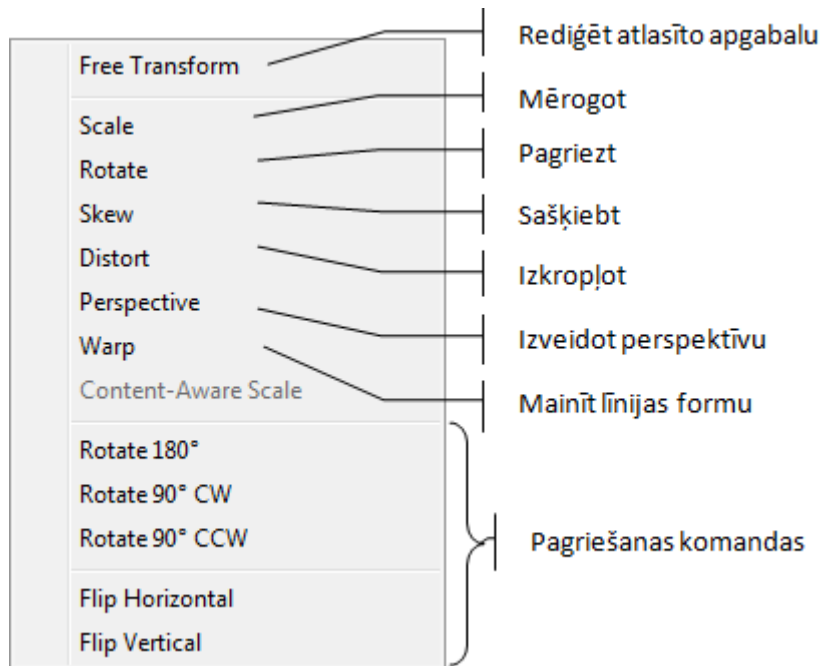 Free Transform
Scale
Rotate
Skew
Distort
Perspective
Warp
Content-Aware Scale
Rotate 180°
Rotate 90° CW
Rotate 90° CCW
Flip Horizontal
Flip Vertical
Rediģēt atlasīto apgabalu
Mērogot
Pagriezt
Sašķiebt
Izkropļot
Izveidot perspektīvu
Mainīt līnijas formu
Pagriešanas komandas